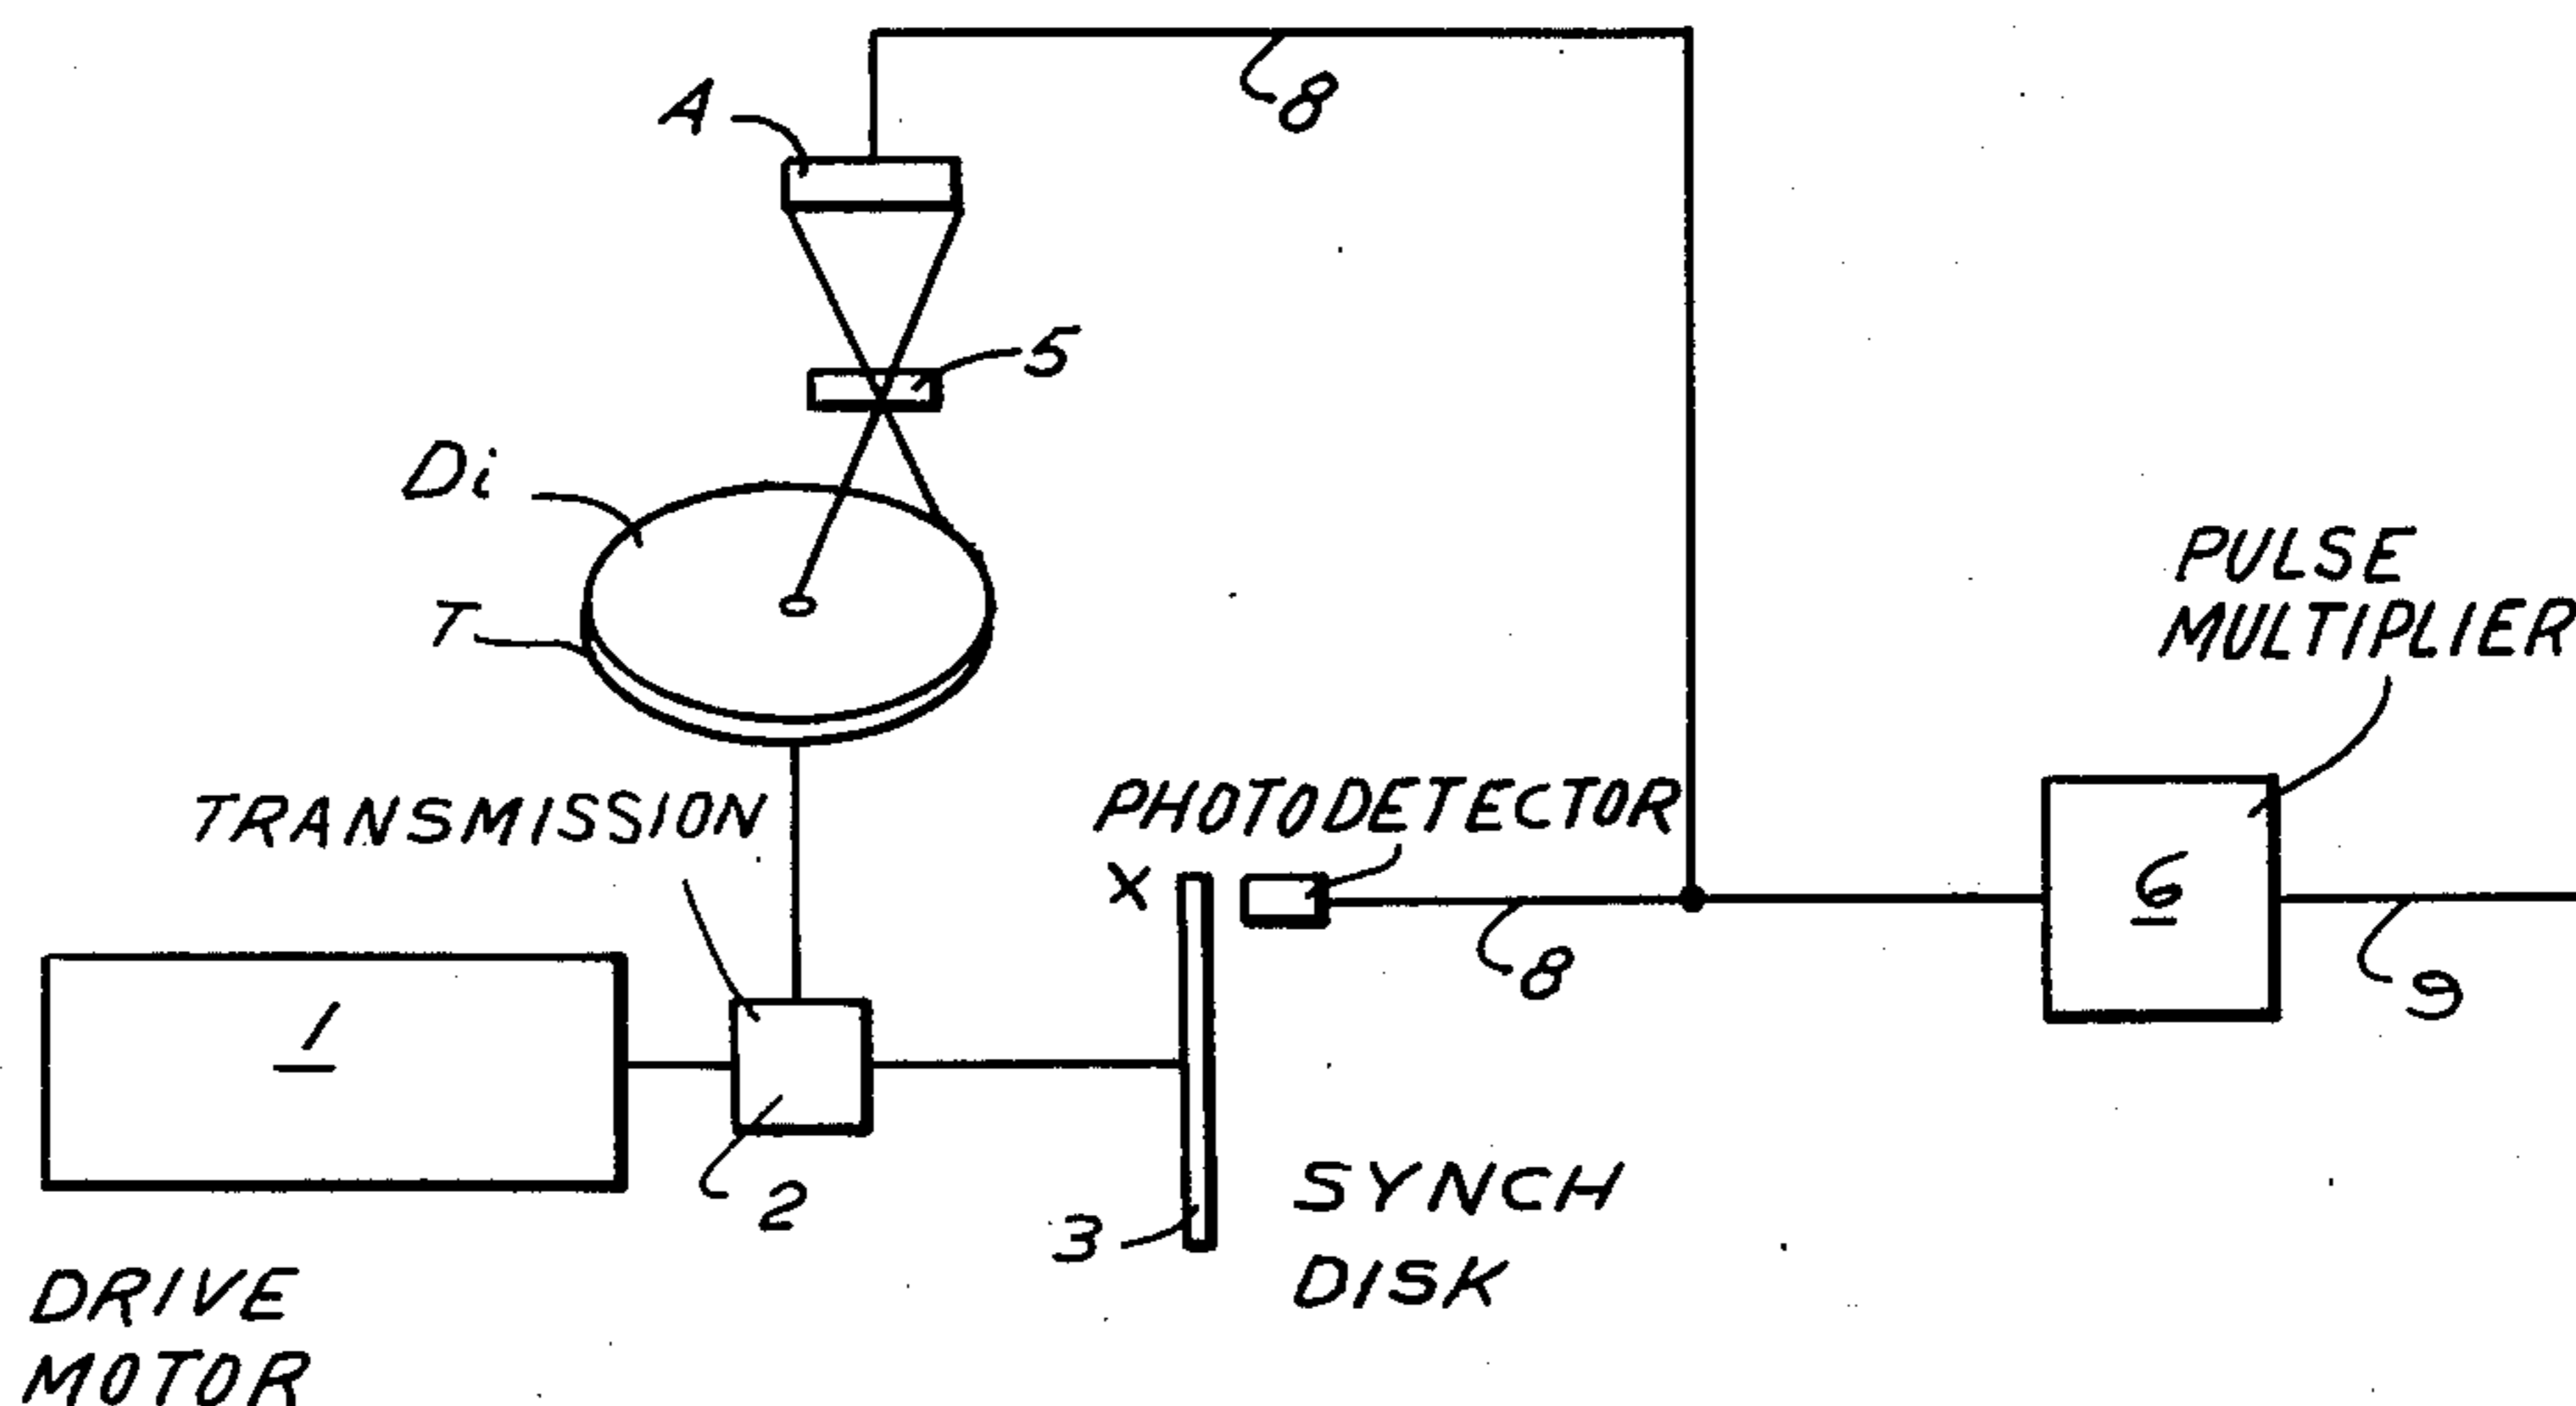 A
8
5
Di
T
PULSE
MULTIPLIER
TRANSMISSION
PHOTODETECTOR
X
6
8
9
1
2
3
SYNCH
DISK
DRIVE
MOTOR